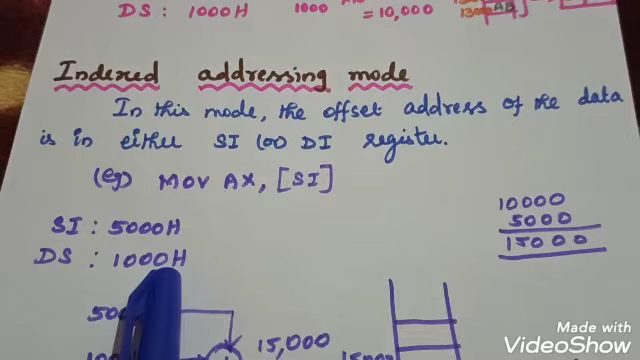 DS : 1000H 1000 = 10,000
AB
Indexed addressing mode
In this mode, the offset address of the data
is in either SI (or) DI register.
(eg) MOV AX, [SI]
10000
SI : 5000H 5000
DS : 1000H 15000
15,000
Made with
VideoShow